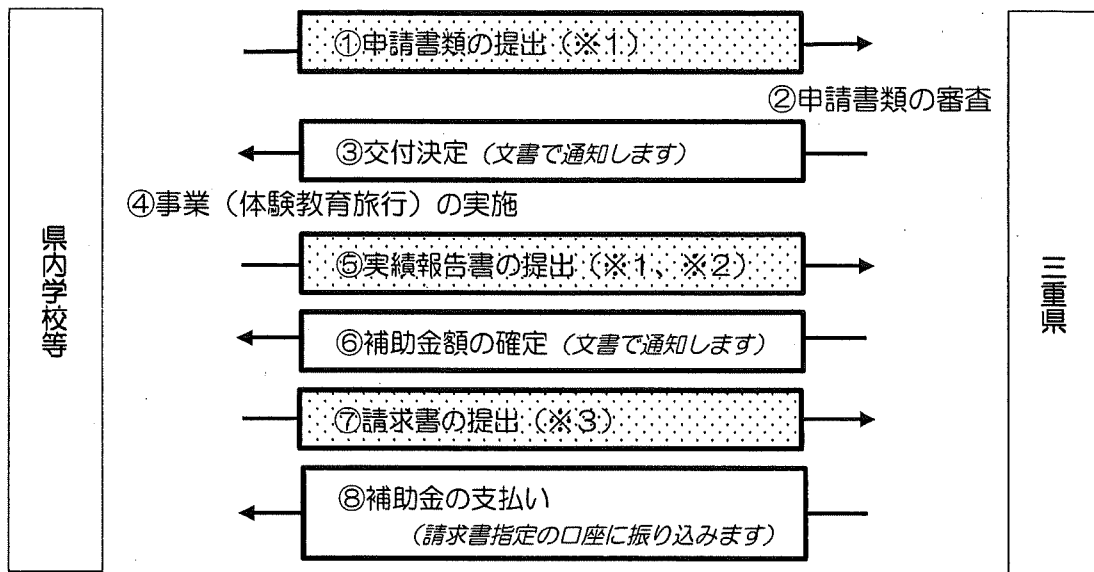 ①申請書類の提出(※1)
②申請書類の審査
③交付決定(文書で通知します)
④事業(体験教育旅行)の実施
県内学校等
⑤実績報告書の提出(※1、※2)
三重県
⑥補助金額の確定(文書で通知します)
⑦請求書の提出(※3)
⑧補助金の支払い
(請求書指定の口座に振り込みます)